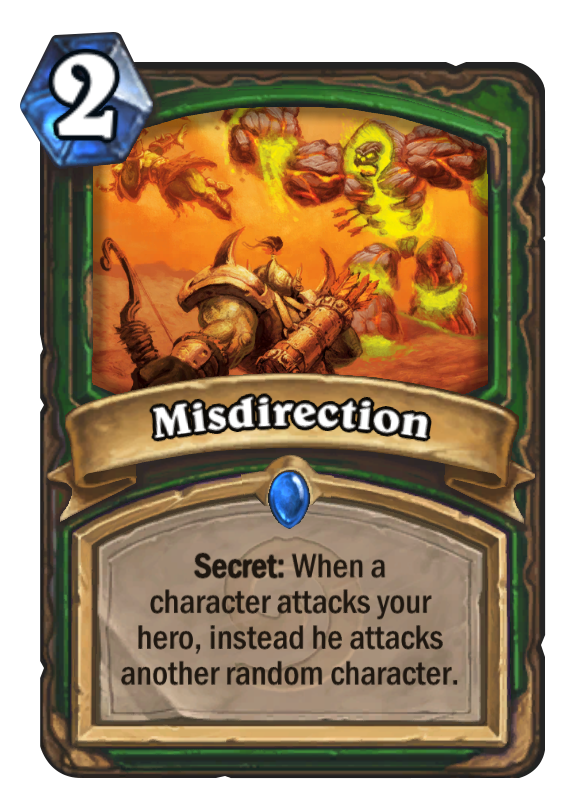 2
Misdirection
Secret: When a
character attacks your
hero, instead he attacks
another random character.